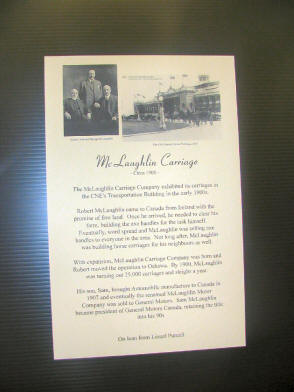 McLaughlin Carriage
- Circa 1908 -
The McLaughlin Carriage Company exhibited its carriages in
the CNE's Transportation Building in the early 1900s.
Robert McLaughlin came to Canada from Ireland with the
promise of free land. Once he arrived, he needed to clear his
farm, building the axe handles for the task himself.
Eventually, word spread and McLaughlin was selling axe
handles to everyone in the area. Not long after, McLaughlin
was building horse carriages for his neighbours as well.
With expansion, McLaughlin Carriage Company was born and
Robert moved the operation to Oshawa. By 1900, McLaughlin
was turning out 25,000 carriages and sleighs a year.
His son, Sam, brought Automobile manufacture to Canada in
1907 and eventually the renamed McLaughlin Motor
Company was sold to General Motors. Sam McLaughlin
became president of General Motors Canada, retaining the title
into his 90s.
On loan from Lionel Purcell